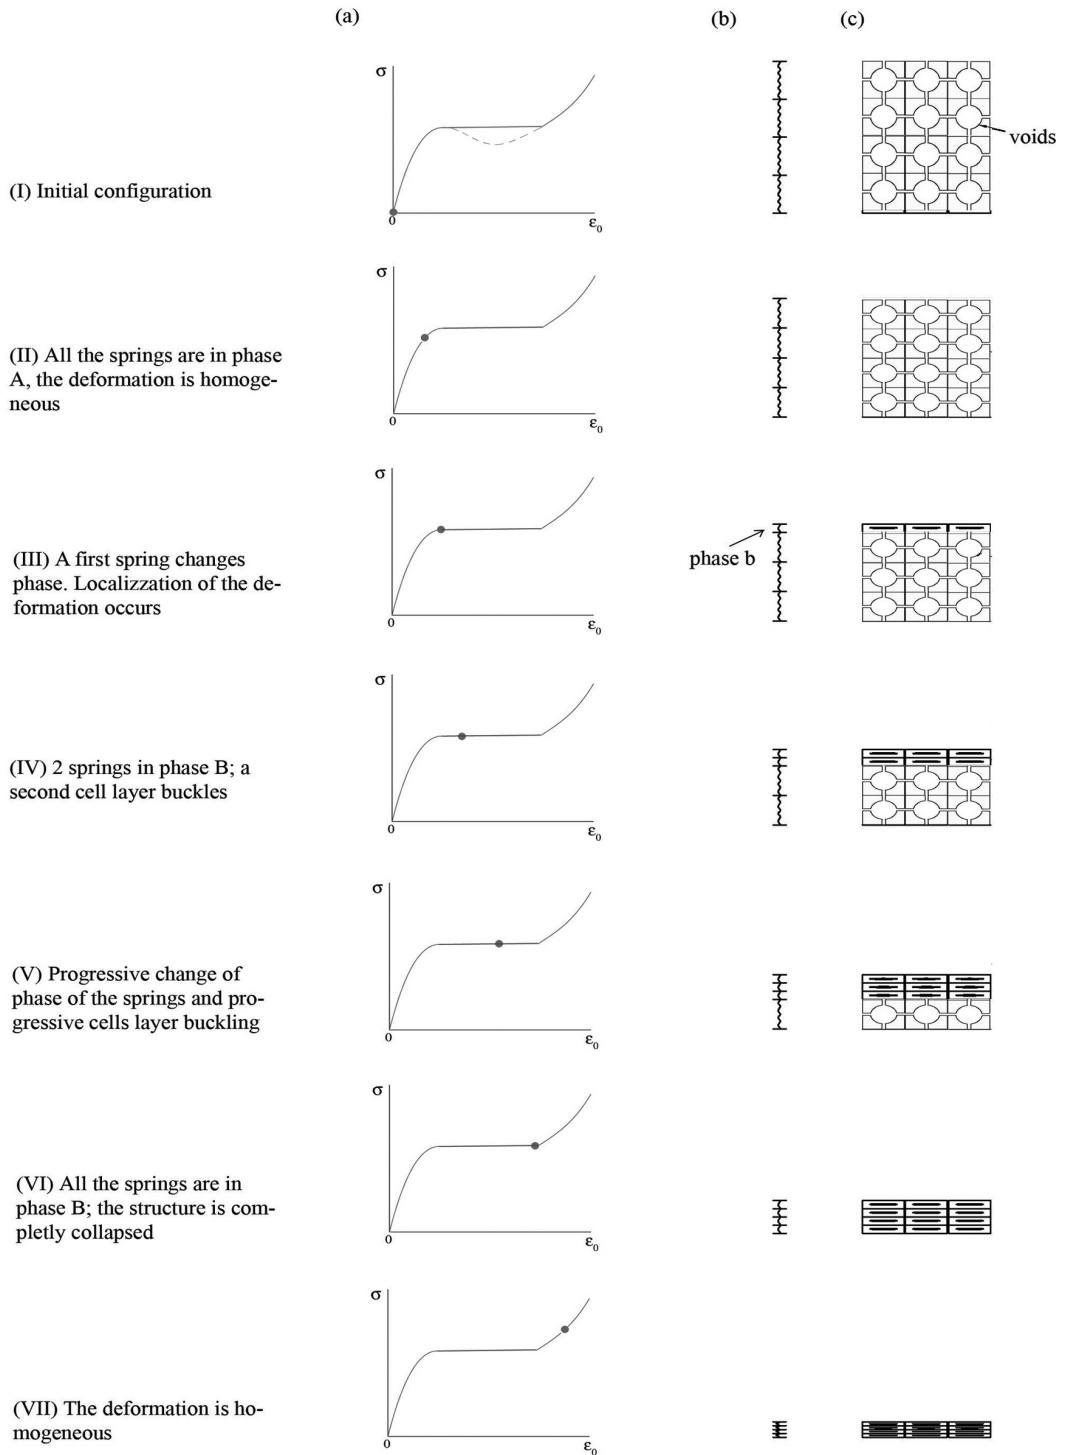 (a)
(b)
(c)
σ
voids
(I) Initial configuration
0
ε0
σ
(II) All the springs are in phase
A, the deformation is homoge-
neous
0
ε0
σ
phase b
(III) A first spring changes
phase. Localizzation of the de-
formation occurs
0
ε0
σ
(IV) 2 springs in phase B; a
second cell layer buckles
0
ε0
σ
(V) Progressive change of
phase of the springs and pro-
gressive cells layer buckling
0
ε0
σ
(VI) All the springs are in
phase B; the structure is com-
pletly collapsed
0
ε0
σ
(VII) The deformation is ho-
mogeneous
0
ε0